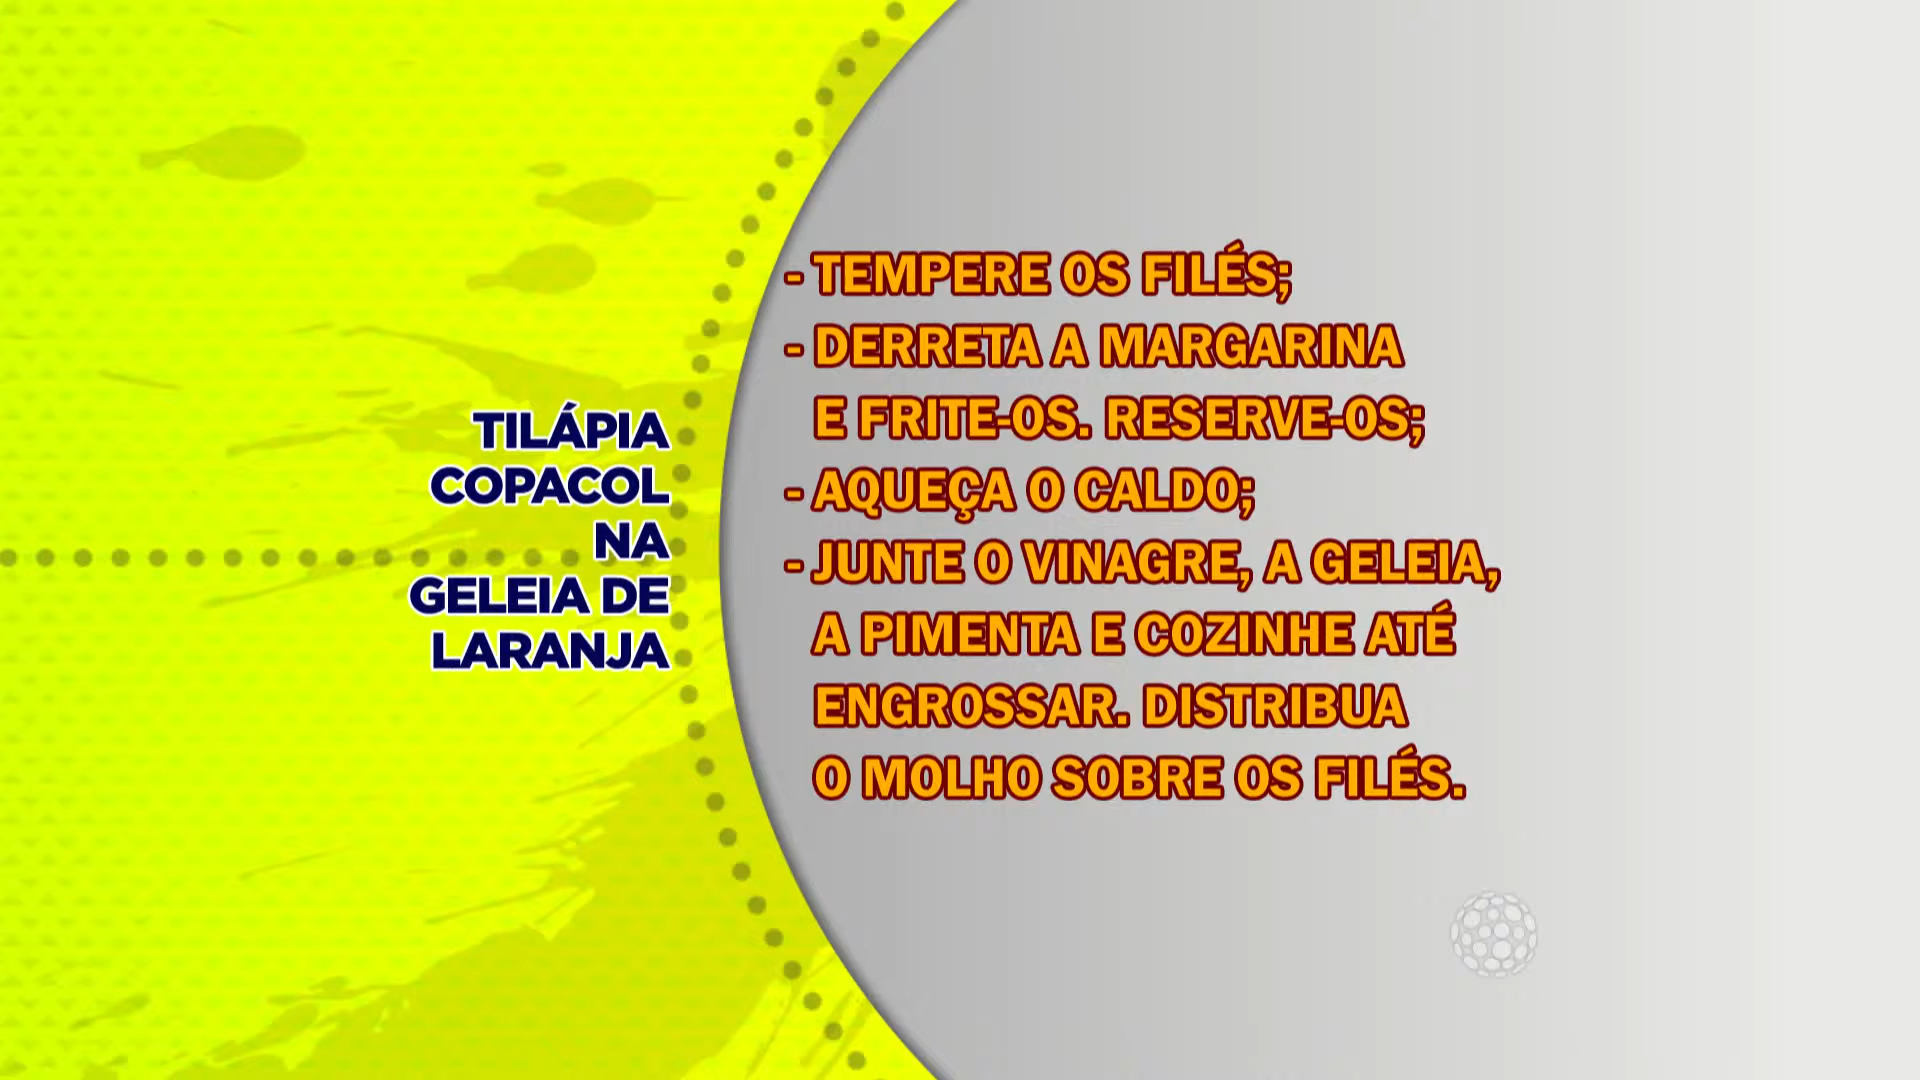 TILÁPIA
COPACOL
NA
GELEIA DE
LARANJA
- TEMPERE OS FILÉS;
- DERRETA A MARGARINA
E FRITE-OS. RESERVE-OS;
- AQUEÇA O CALDO;
- JUNTE O VINAGRE, A GELEIA,
A PIMENTA E COZINHE ATÉ
ENGROSSAR. DISTRIBUA
O MOLHO SOBRE OS FILÉS.